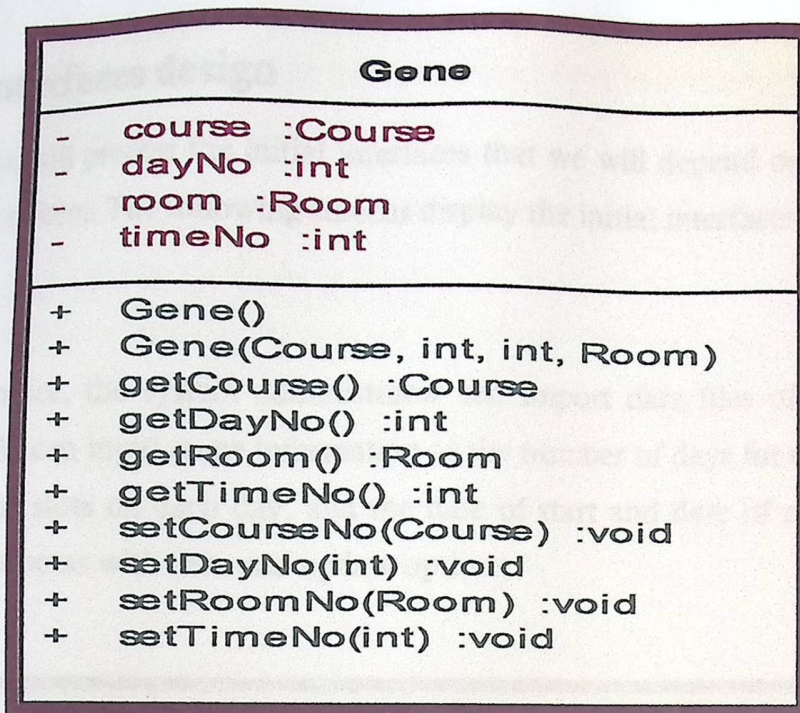 Gene
- course :Course
- dayNo :int
- room :Room
- timeNo :int
+ Gene()
+ Gene(Course, int, int, Room)
+ getCourse() :Course
+ getDayNo() :int
+ getRoom() :Room
+ getTimeNo() :int
+ setCourseNo(Course) :void
+ setDayNo(int) :void
+ setRoomNo(Room) :void
+ setTimeNo(int) :void